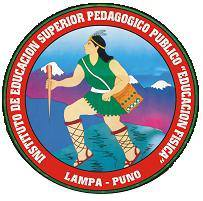 INSTITUTO DE EDUCACION SUPERIOR PEDAGOGICO PUBLICO "EDUCACION FISICA"
LAMPA - PUNO